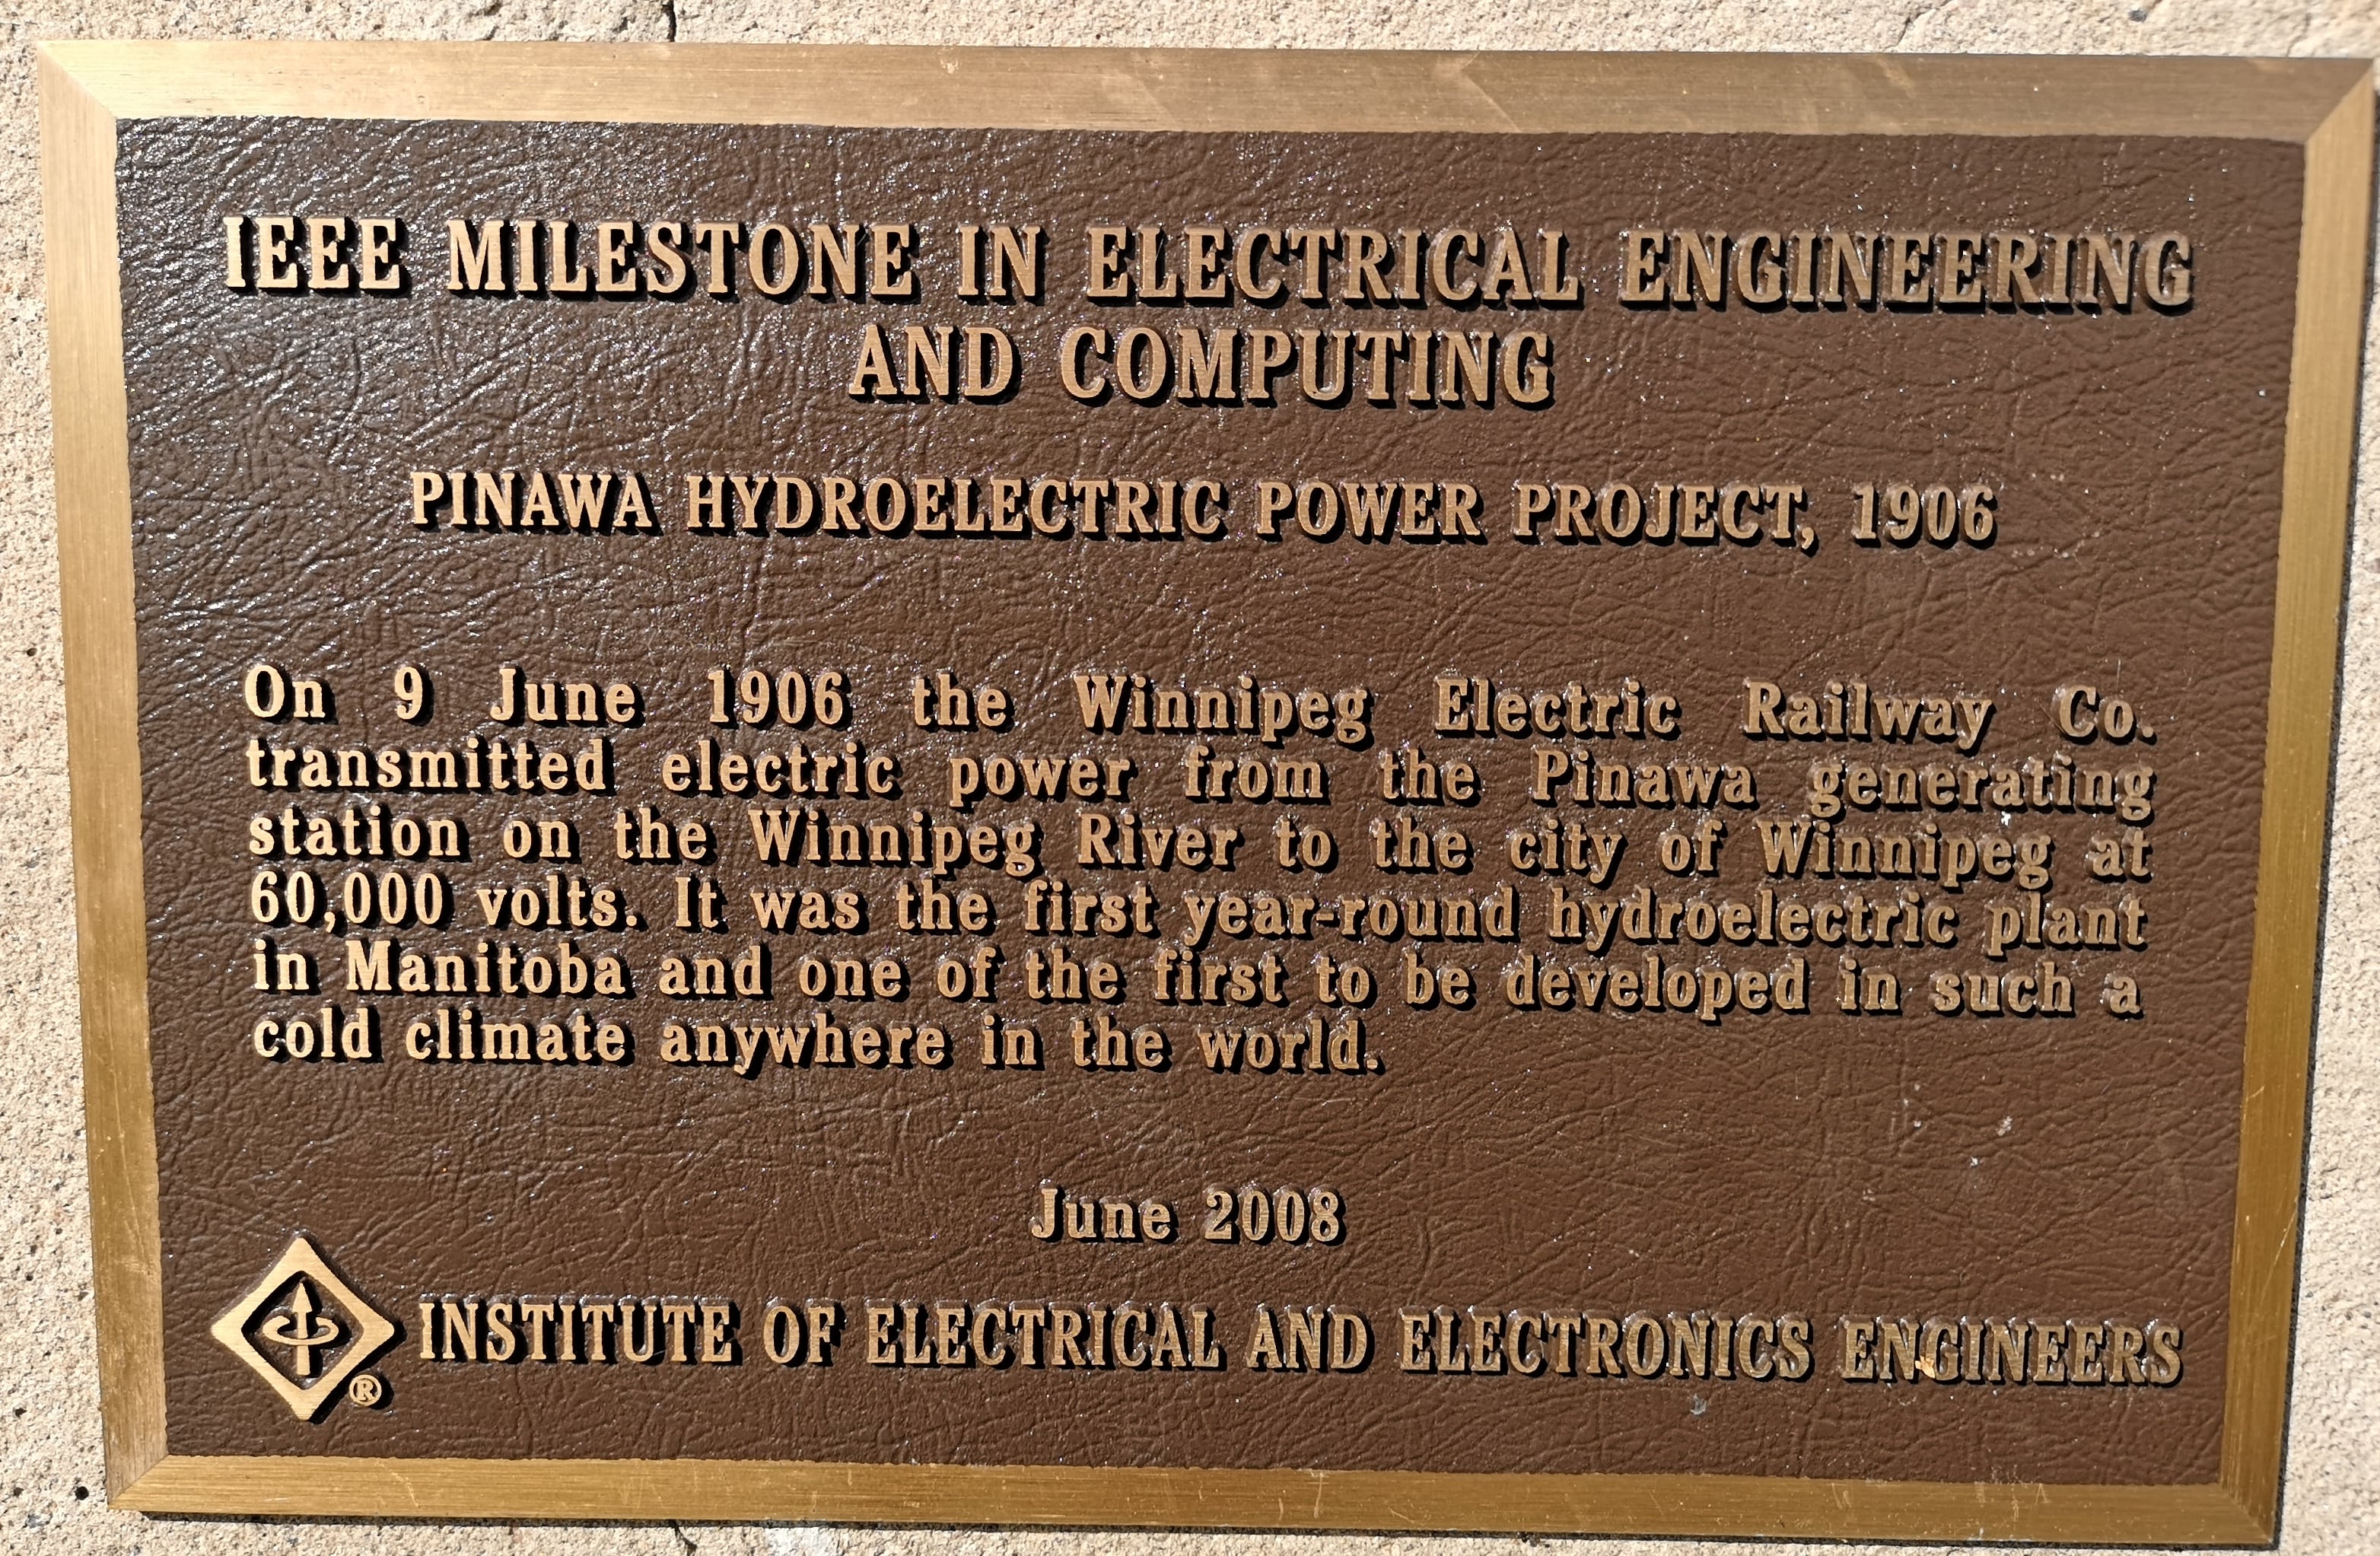 IEEE MILESTONE IN ELECTRICAL ENGINEERING
AND COMPUTING
PINAWA HYDROELECTRIC POWER PROJECT, 1906
On 9 June 1906 the Winnipeg Electric Railway Co.
transmitted electric power from the Pinawa generating
station on the Winnipeg River to the city of Winnipeg at
60,000 volts. It was the first year-round hydroelectric plant
in Manitoba and one of the first to be developed in such a
cold climate anywhere in the world.
June 2008
® INSTITUTE OF ELECTRICAL AND ELECTRONICS ENGINEERS